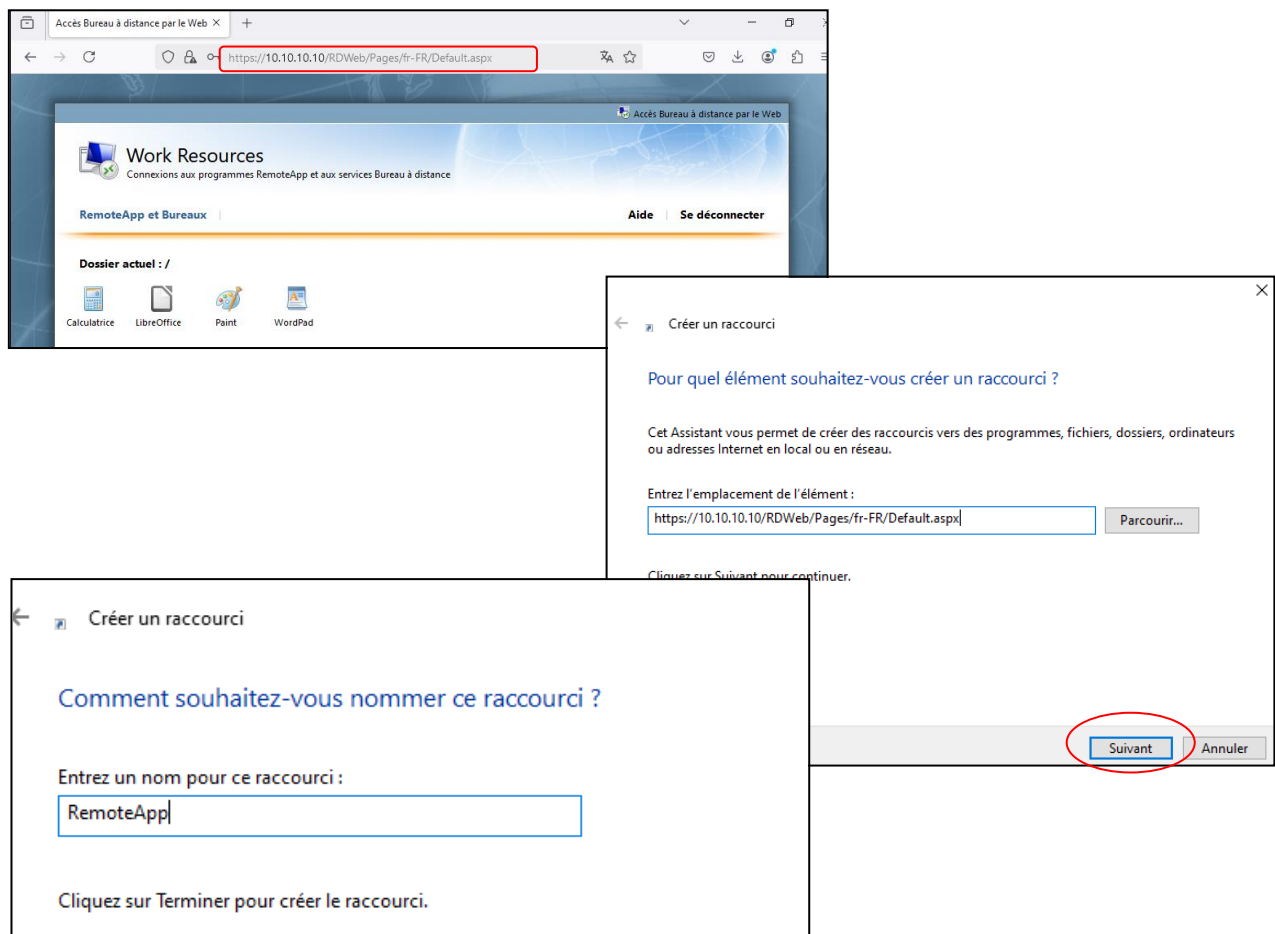 Accès Bureau à distance par le Web
https://10.10.10.10/RDWeb/Pages/fr-FR/Default.aspx
Accès Bureau à distance par le Web
Work Resources
Connexions aux programmes RemoteApp et aux services Bureau à distance
RemoteApp et Bureaux
Aide | Se déconnecter
Dossier actuel : /
Calculatrice LibreOffice Paint WordPad
Créer un raccourci
Pour quel élément souhaitez-vous créer un raccourci ?
Cet Assistant vous permet de créer des raccourcis vers des programmes, fichiers, dossiers, ordinateurs
ou adresses Internet en local ou en réseau.
Entrez l'emplacement de l'élément :
https://10.10.10.10/RDWeb/Pages/fr-FR/Default.aspx
Parcourir...
Cliquez sur Suivant pour continuer.
Suivant Annuler
Créer un raccourci
Comment souhaitez-vous nommer ce raccourci ?
Entrez un nom pour ce raccourci :
RemoteApp
Cliquez sur Terminer pour créer le raccourci.